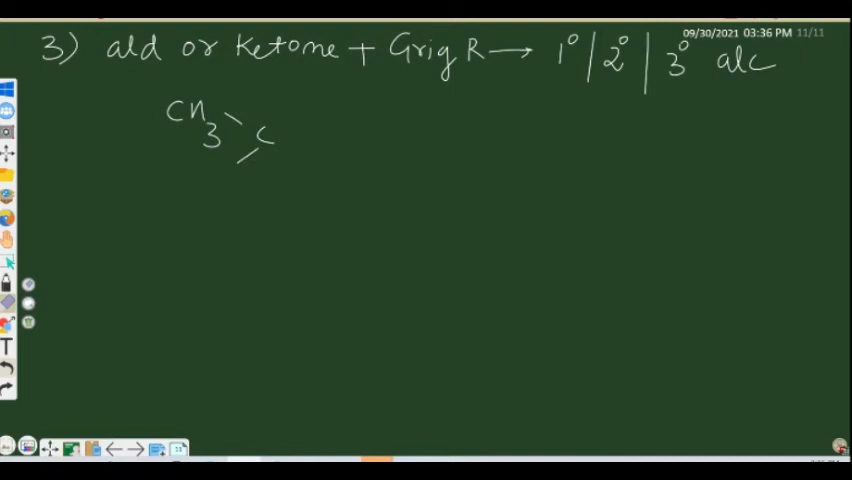 09/30/2021 03:36 PM 11/11
3) ald or Ketone + Grig R → 1° | 2° | 3° alc
CH3 \ C /